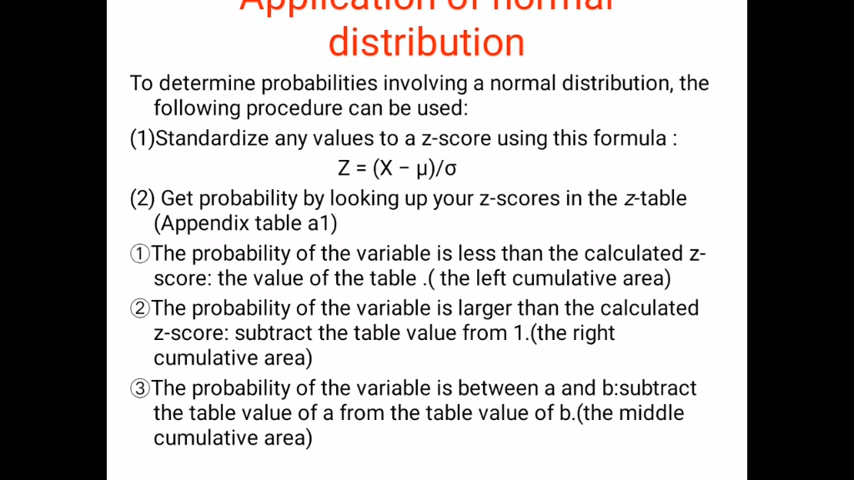 Application of normal
distribution
To determine probabilities involving a normal distribution, the
following procedure can be used:
(1)Standardize any values to a z-score using this formula :
Z = (X − μ)/σ
(2) Get probability by looking up your z-scores in the z-table
(Appendix table a1)
①The probability of the variable is less than the calculated z-
score: the value of the table .( the left cumulative area)
②The probability of the variable is larger than the calculated
z-score: subtract the table value from 1.(the right
cumulative area)
③The probability of the variable is between a and b:subtract
the table value of a from the table value of b.(the middle
cumulative area)